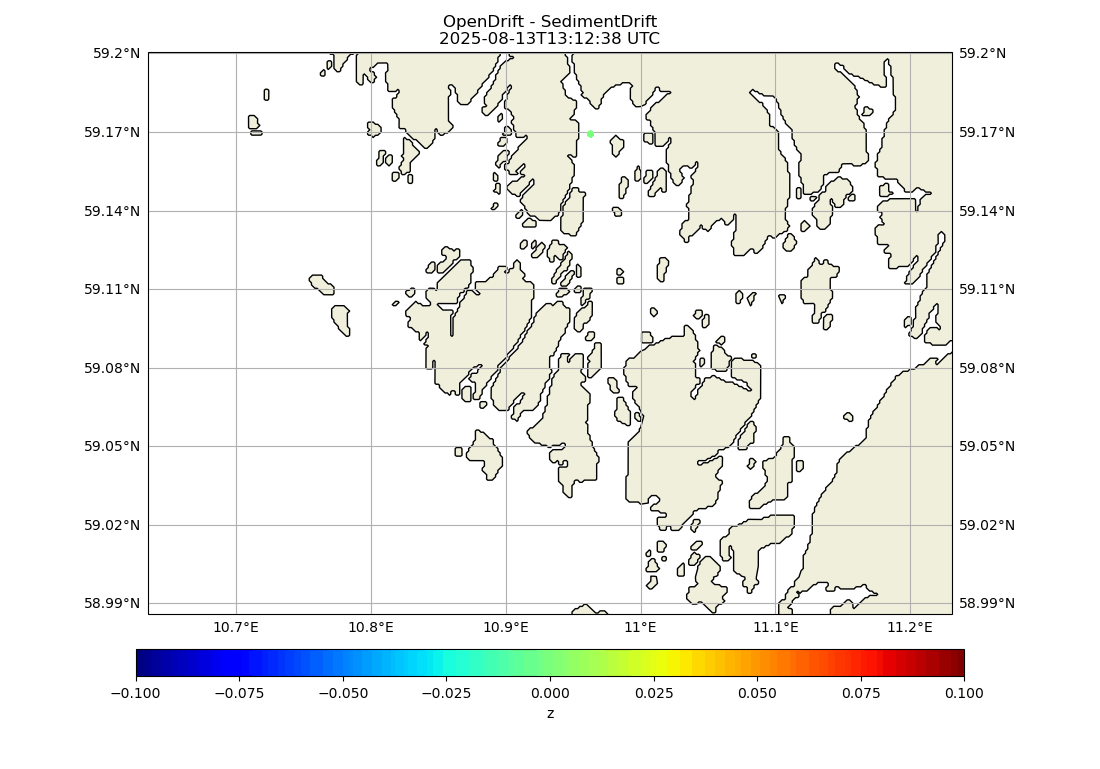 OpenDrift - SedimentDrift
2025-08-13T13:12:38 UTC
59.2°N 59.2°N
59.17°N 59.17°N
59.14°N 59.14°N
59.11°N 59.11°N
59.08°N 59.08°N
59.05°N 59.05°N
59.02°N 59.02°N
58.99°N 58.99°N
10.7°E 10.8°E 10.9°E 11°E 11.1°E 11.2°E
−0.100 −0.075 −0.050 −0.025 0.000 0.025 0.050 0.075 0.100
z